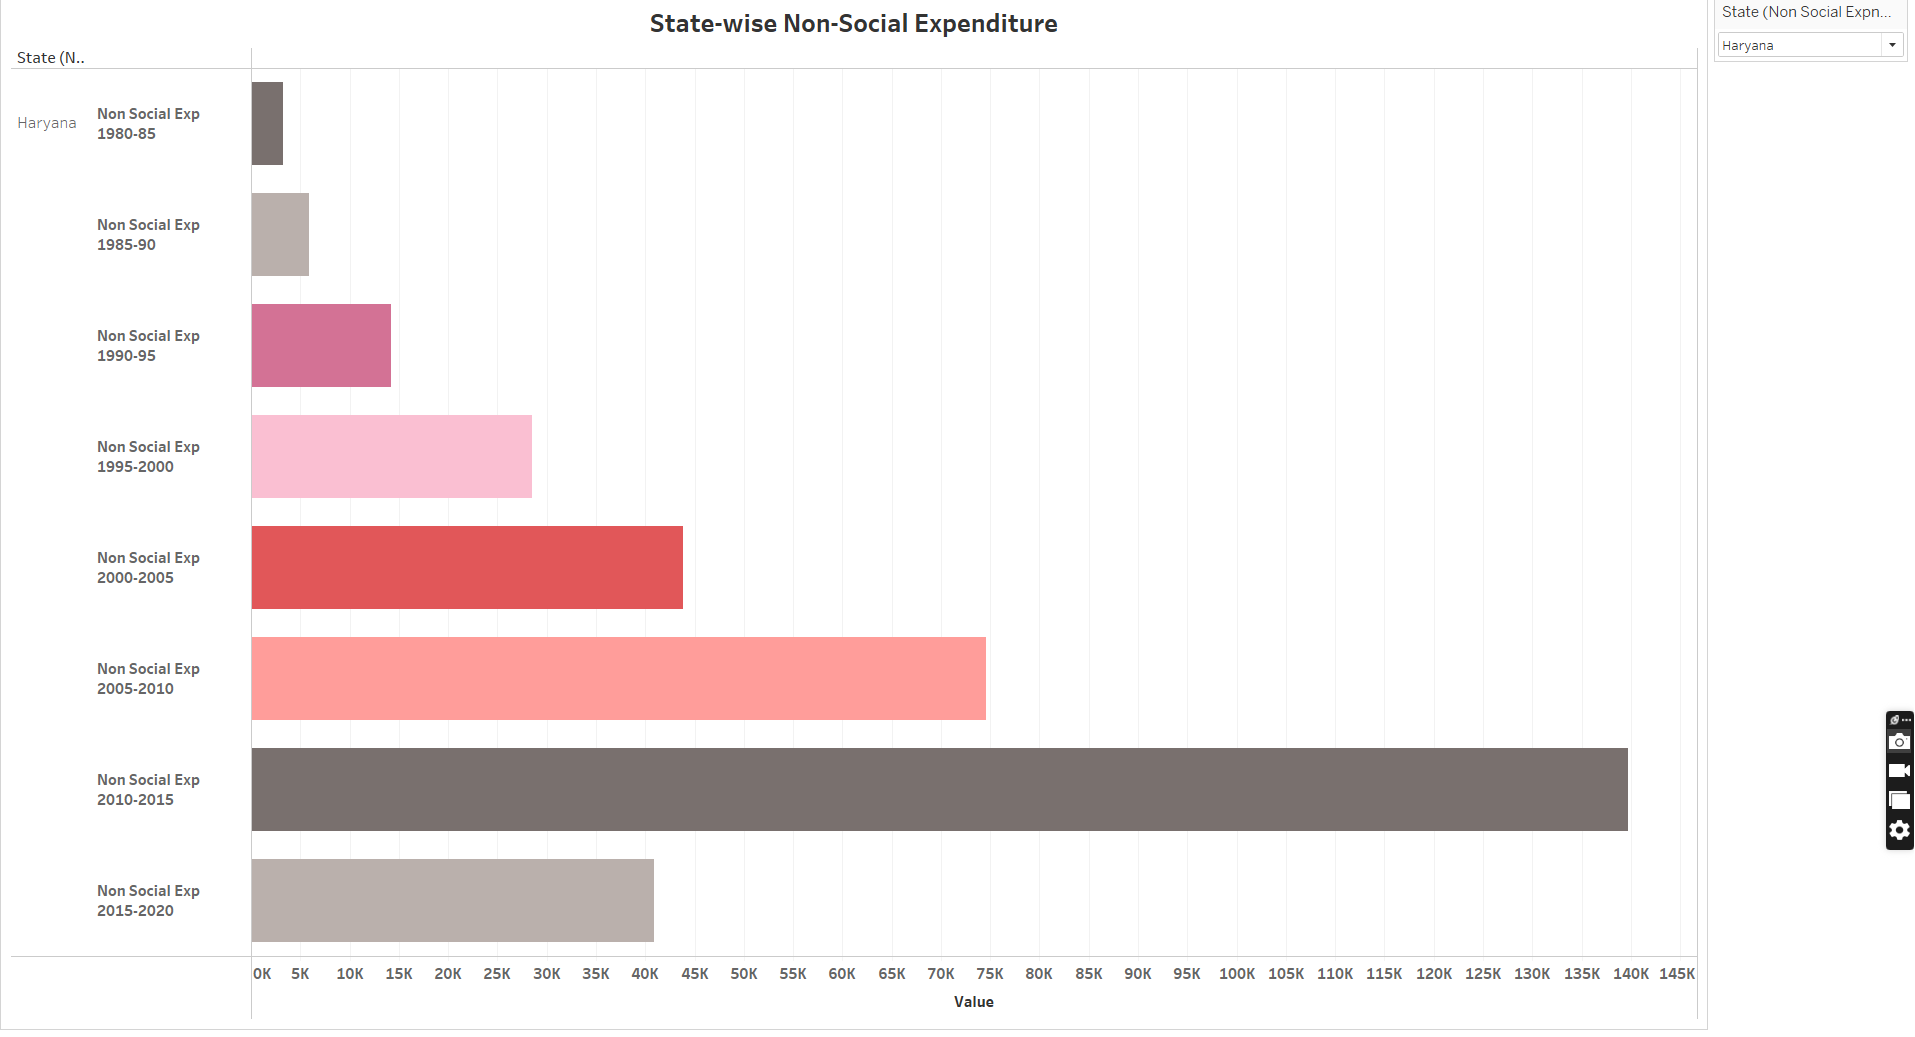 State-wise Non-Social Expenditure
State (Non Social Expn...
Haryana
State (N..
Haryana
Non Social Exp
1980-85
Non Social Exp
1985-90
Non Social Exp
1990-95
Non Social Exp
1995-2000
Non Social Exp
2000-2005
Non Social Exp
2005-2010
Non Social Exp
2010-2015
Non Social Exp
2015-2020
0K 5K 10K 15K 20K 25K 30K 35K 40K 45K 50K 55K 60K 65K 70K 75K 80K 85K 90K 95K 100K 105K 110K 115K 120K 125K 130K 135K 140K 145K
Value